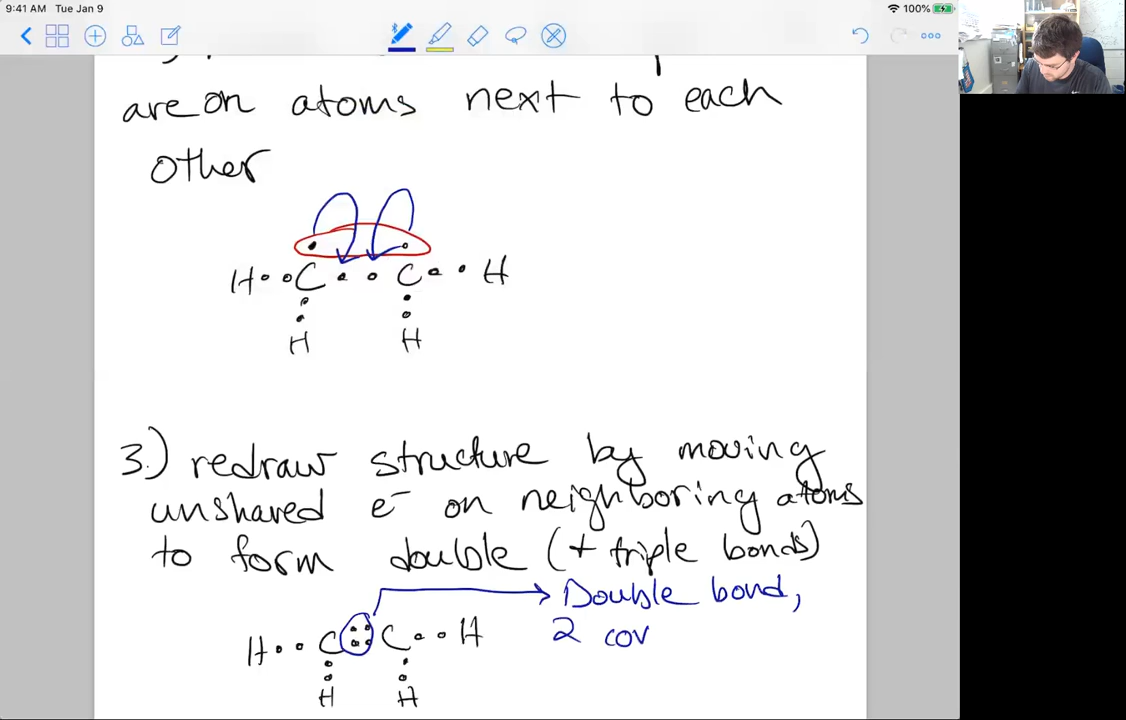 9:41 AM Tue Jan 9
100%
are on atoms next to each
other
H C C H
H H
3.) redraw structure by moving
unshared e⁻ on neighboring atoms
to form double (+ triple bonds)
Double bond,
H C C H 2 cov
H H